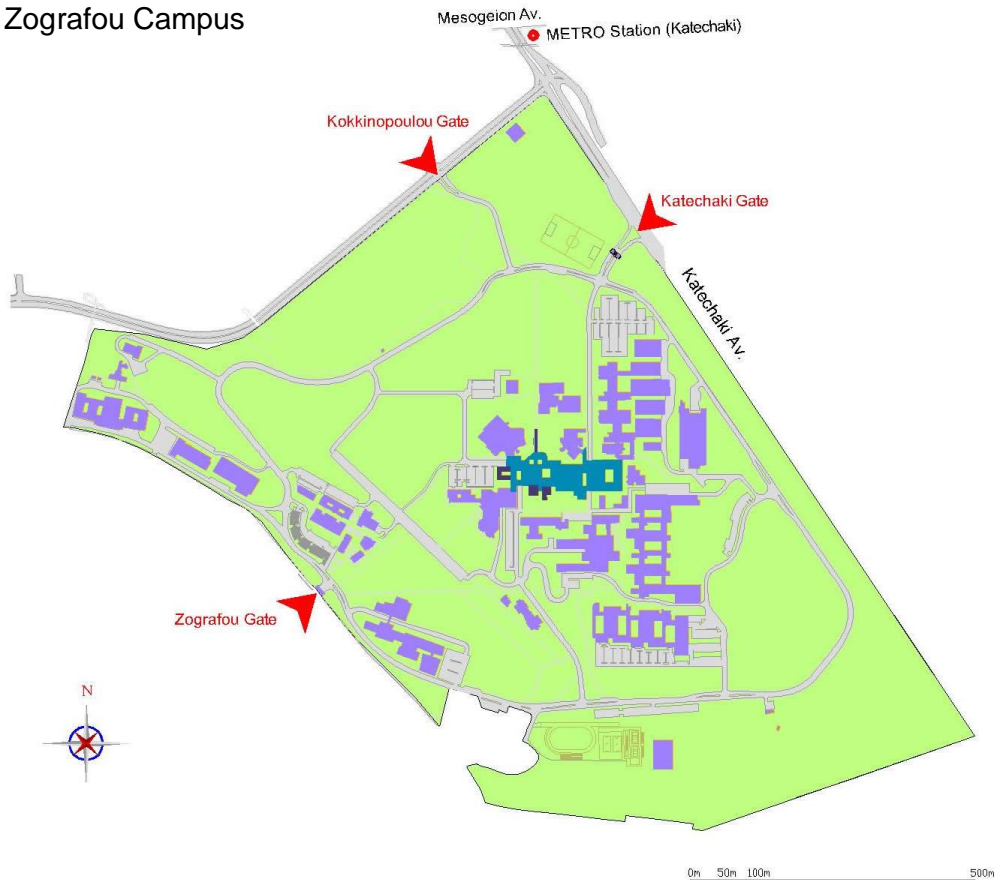 Zografou Campus
Mesogeion Av.
METRO Station (Katechaki)
Kokkinopoulou Gate
Katechaki Gate
Katechaki Av.
Zografou Gate
N
0m 50m 100m 500m